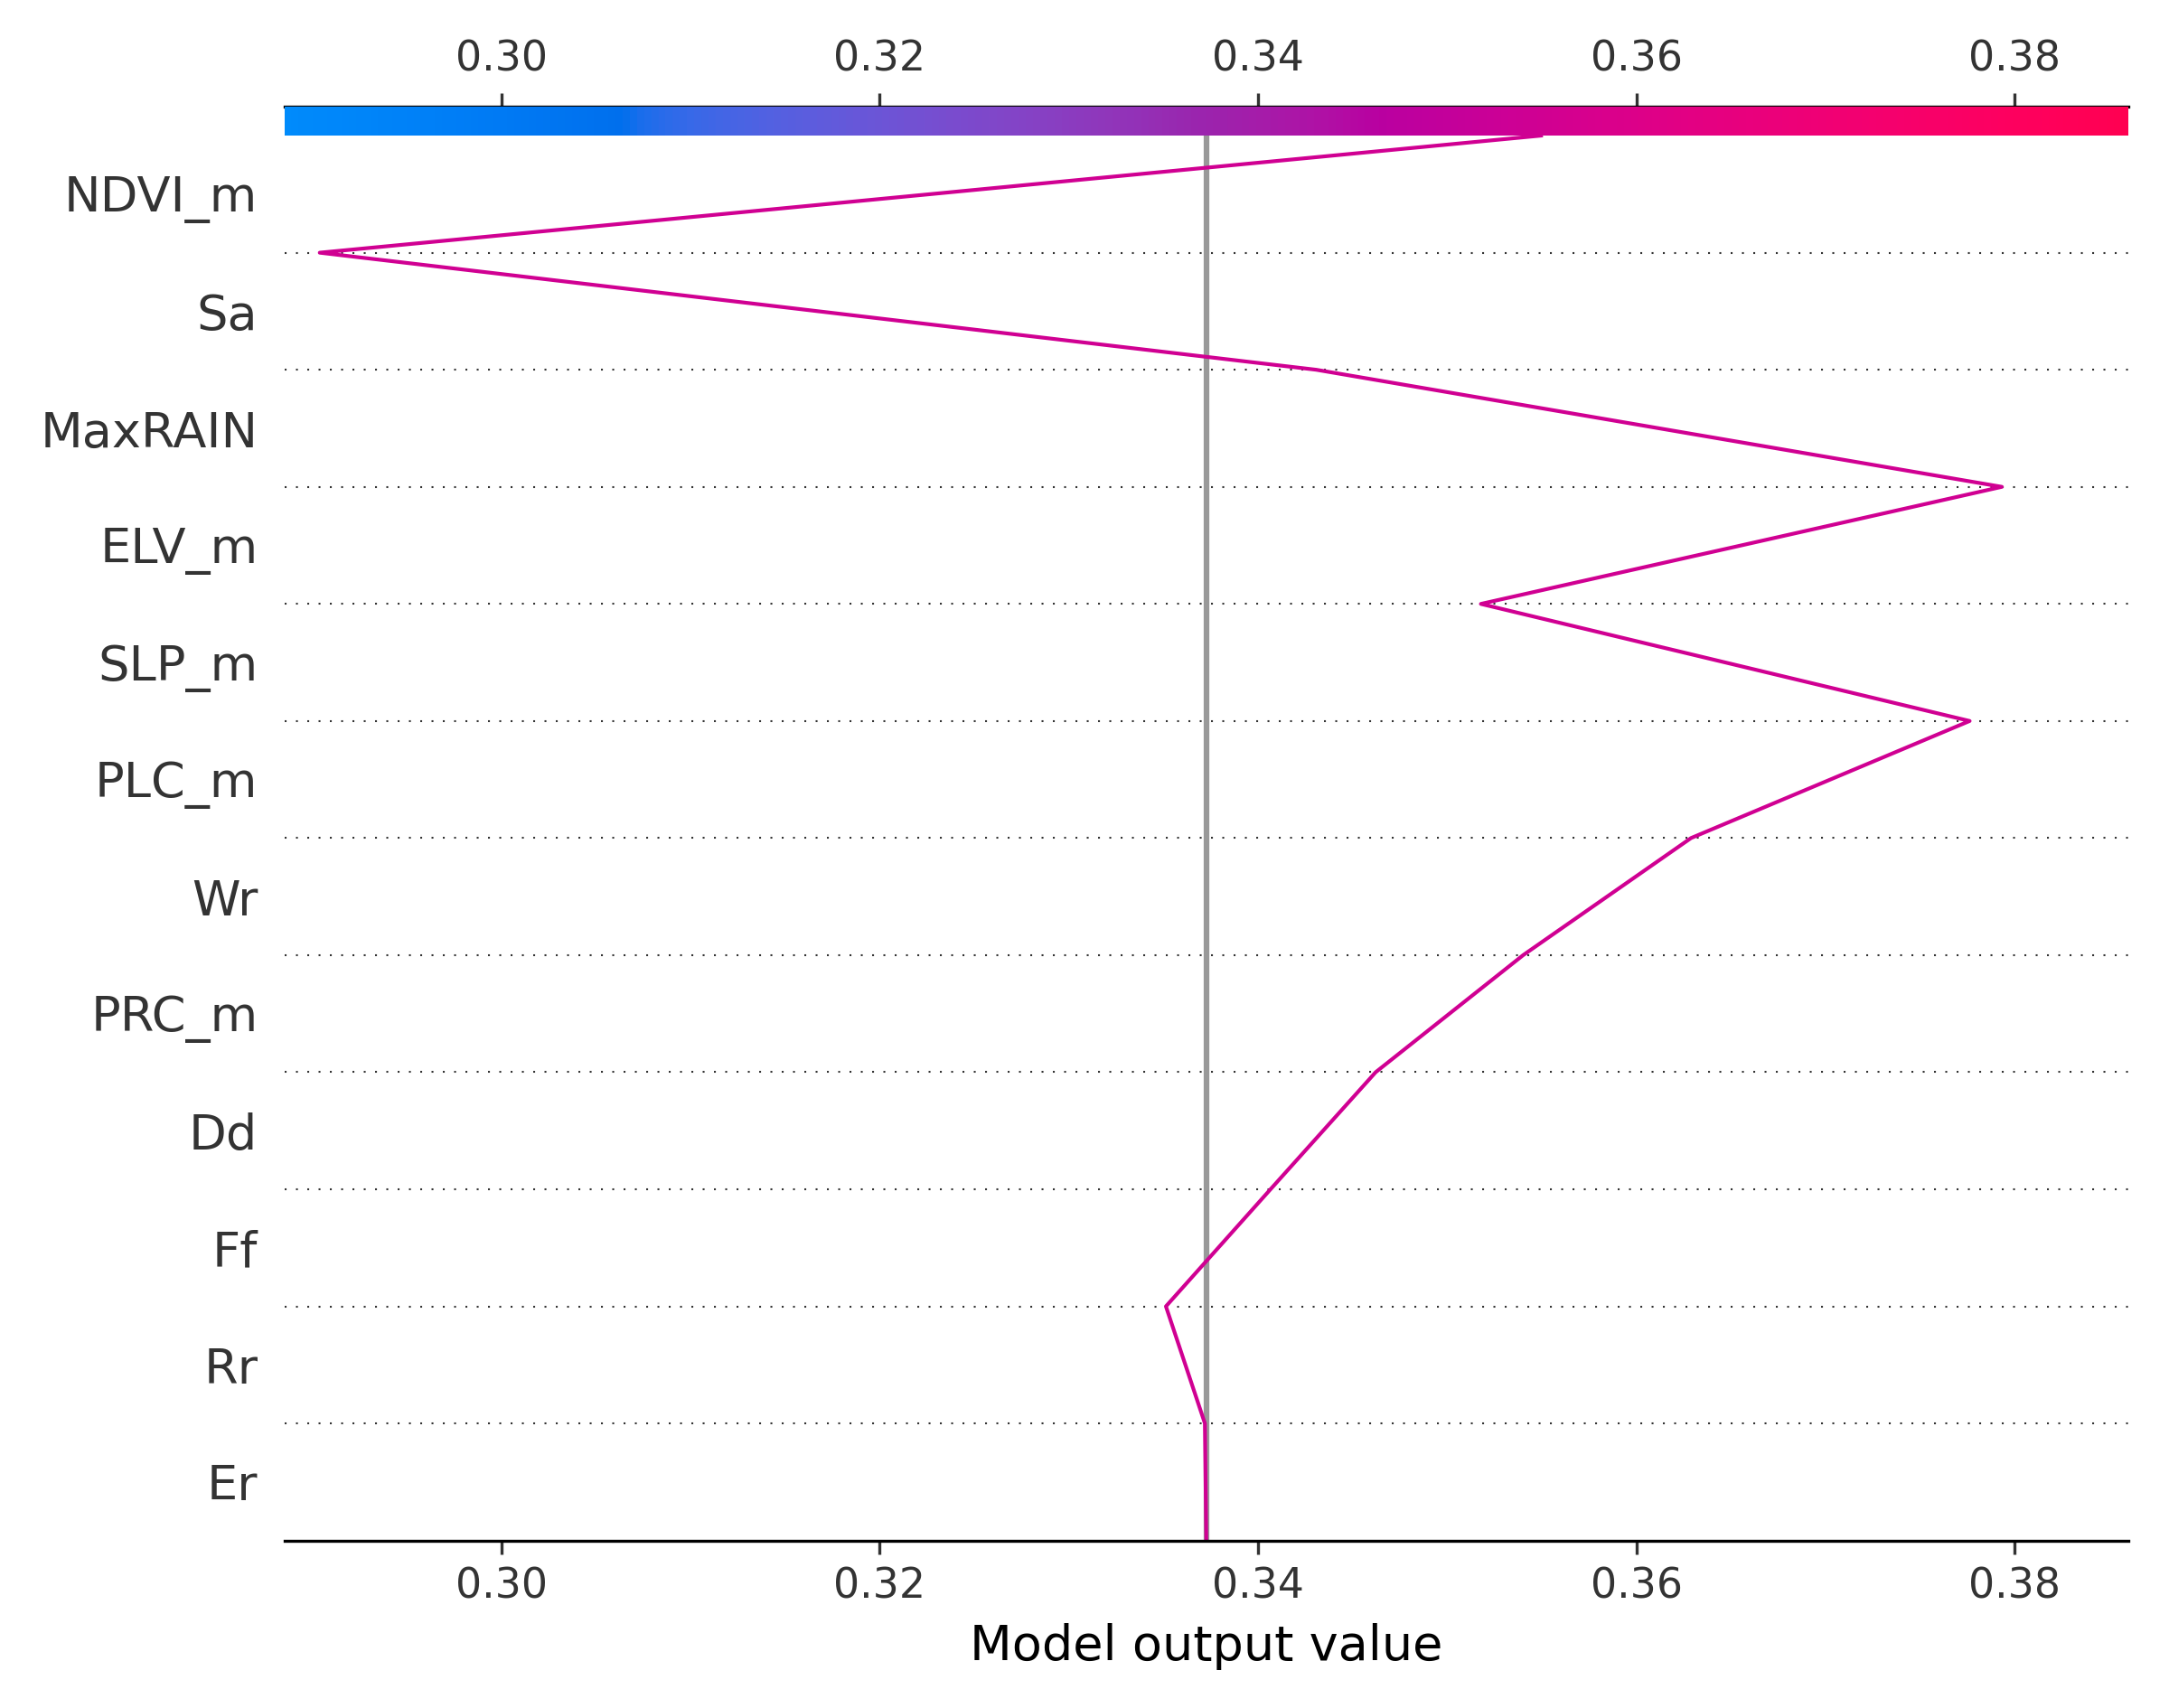 0.30 0.32 0.34 0.36 0.38
NDVI_m
Sa
MaxRAIN
ELV_m
SLP_m
PLC_m
Wr
PRC_m
Dd
Ff
Rr
Er
0.30 0.32 0.34 0.36 0.38
Model output value